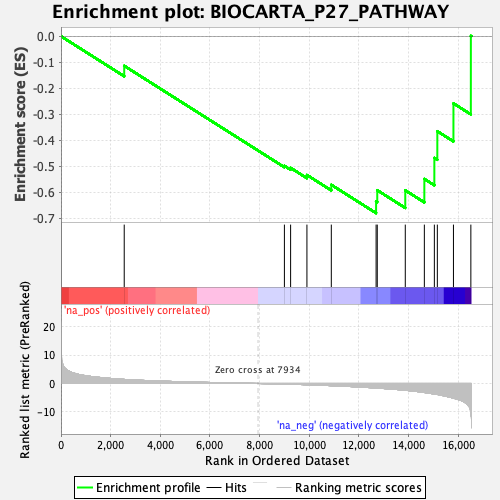 Enrichment plot: BIOCARTA_P27_PATHWAY
Enrichment score (ES)
0.0
-0.1
-0.2
-0.3
-0.4
-0.5
-0.6
-0.7
'na_pos' (positively correlated)
Ranked list metric (PreRanked)
20
10
0
-10
Zero cross at 7934
'na_neg' (negatively correlated)
0 2,000 4,000 6,000 8,000 10,000 12,000 14,000 16,000
Rank in Ordered Dataset
Enrichment profile Hits Ranking metric scores